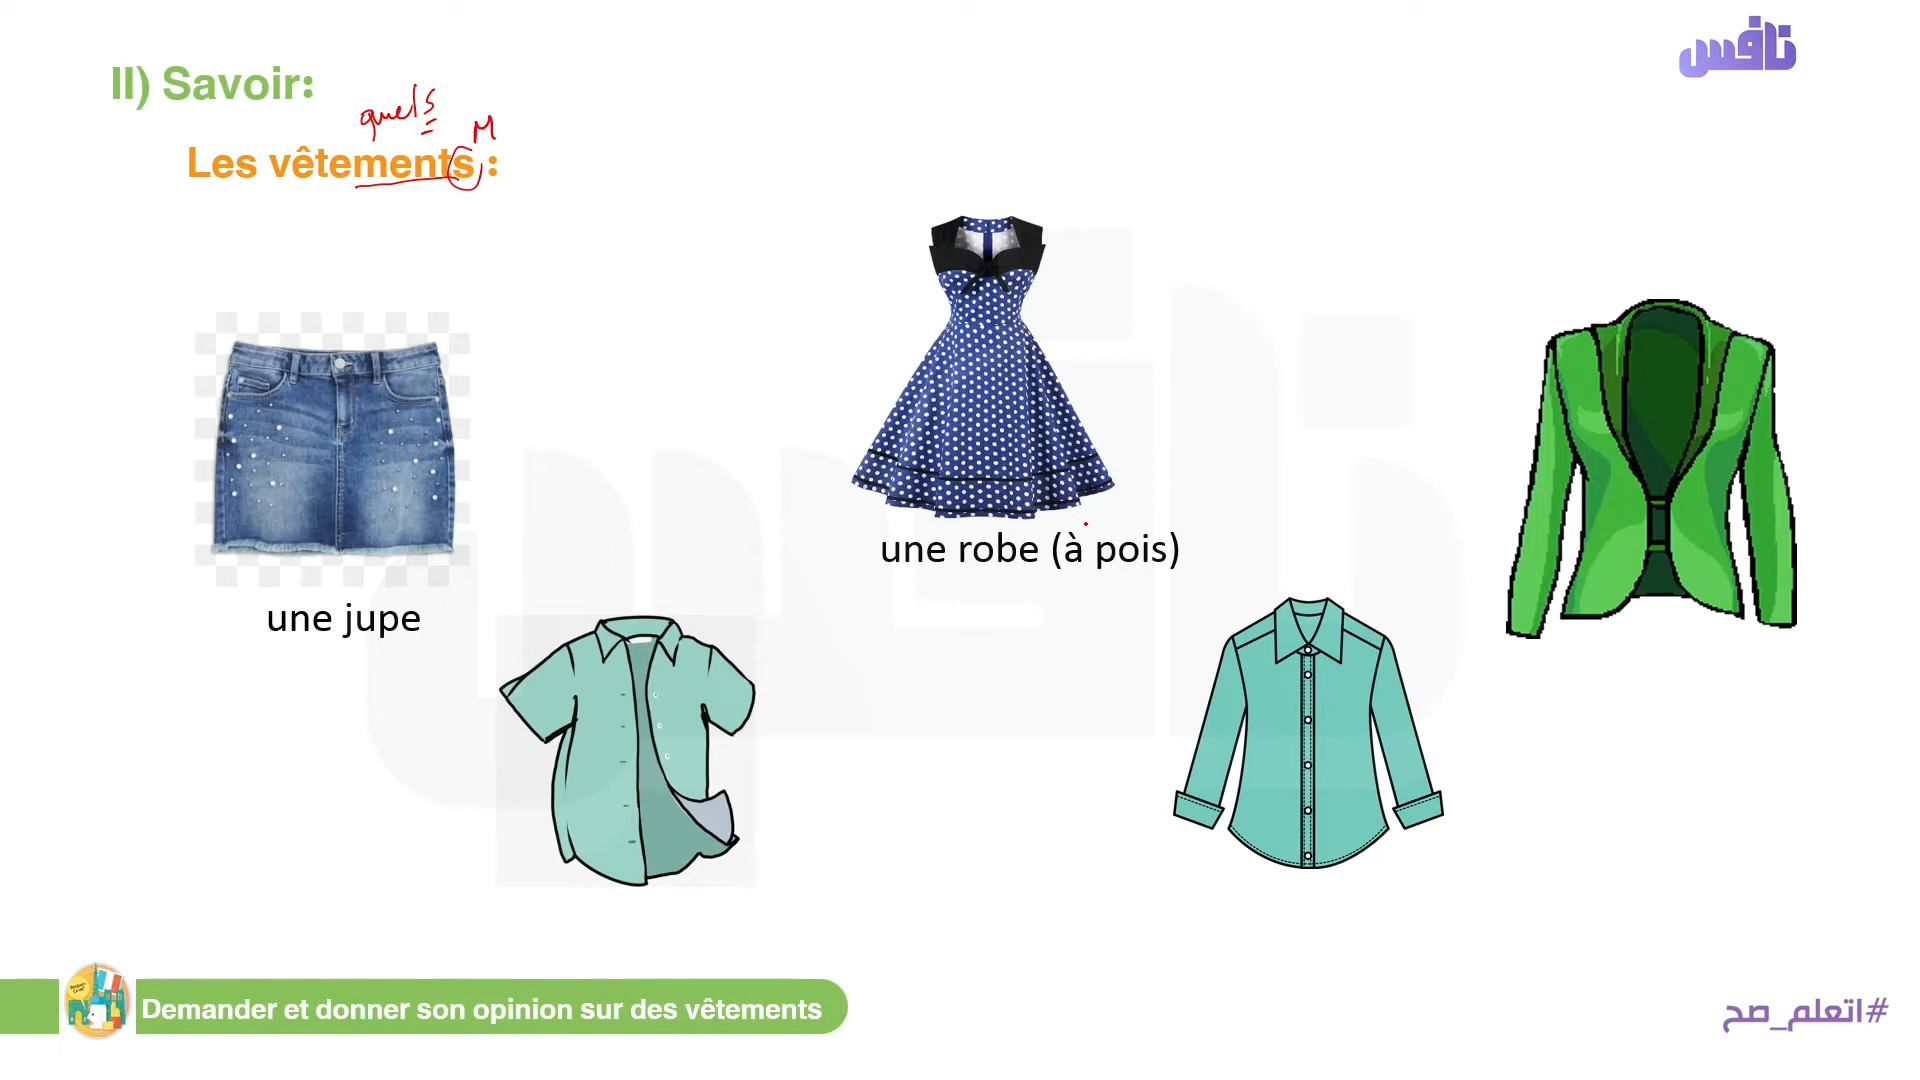 نافس
II) Savoir:
quels
M
Les vêtements :
une robe (à pois)
une jupe
Demander et donner son opinion sur des vêtements
#اتعلم_صح